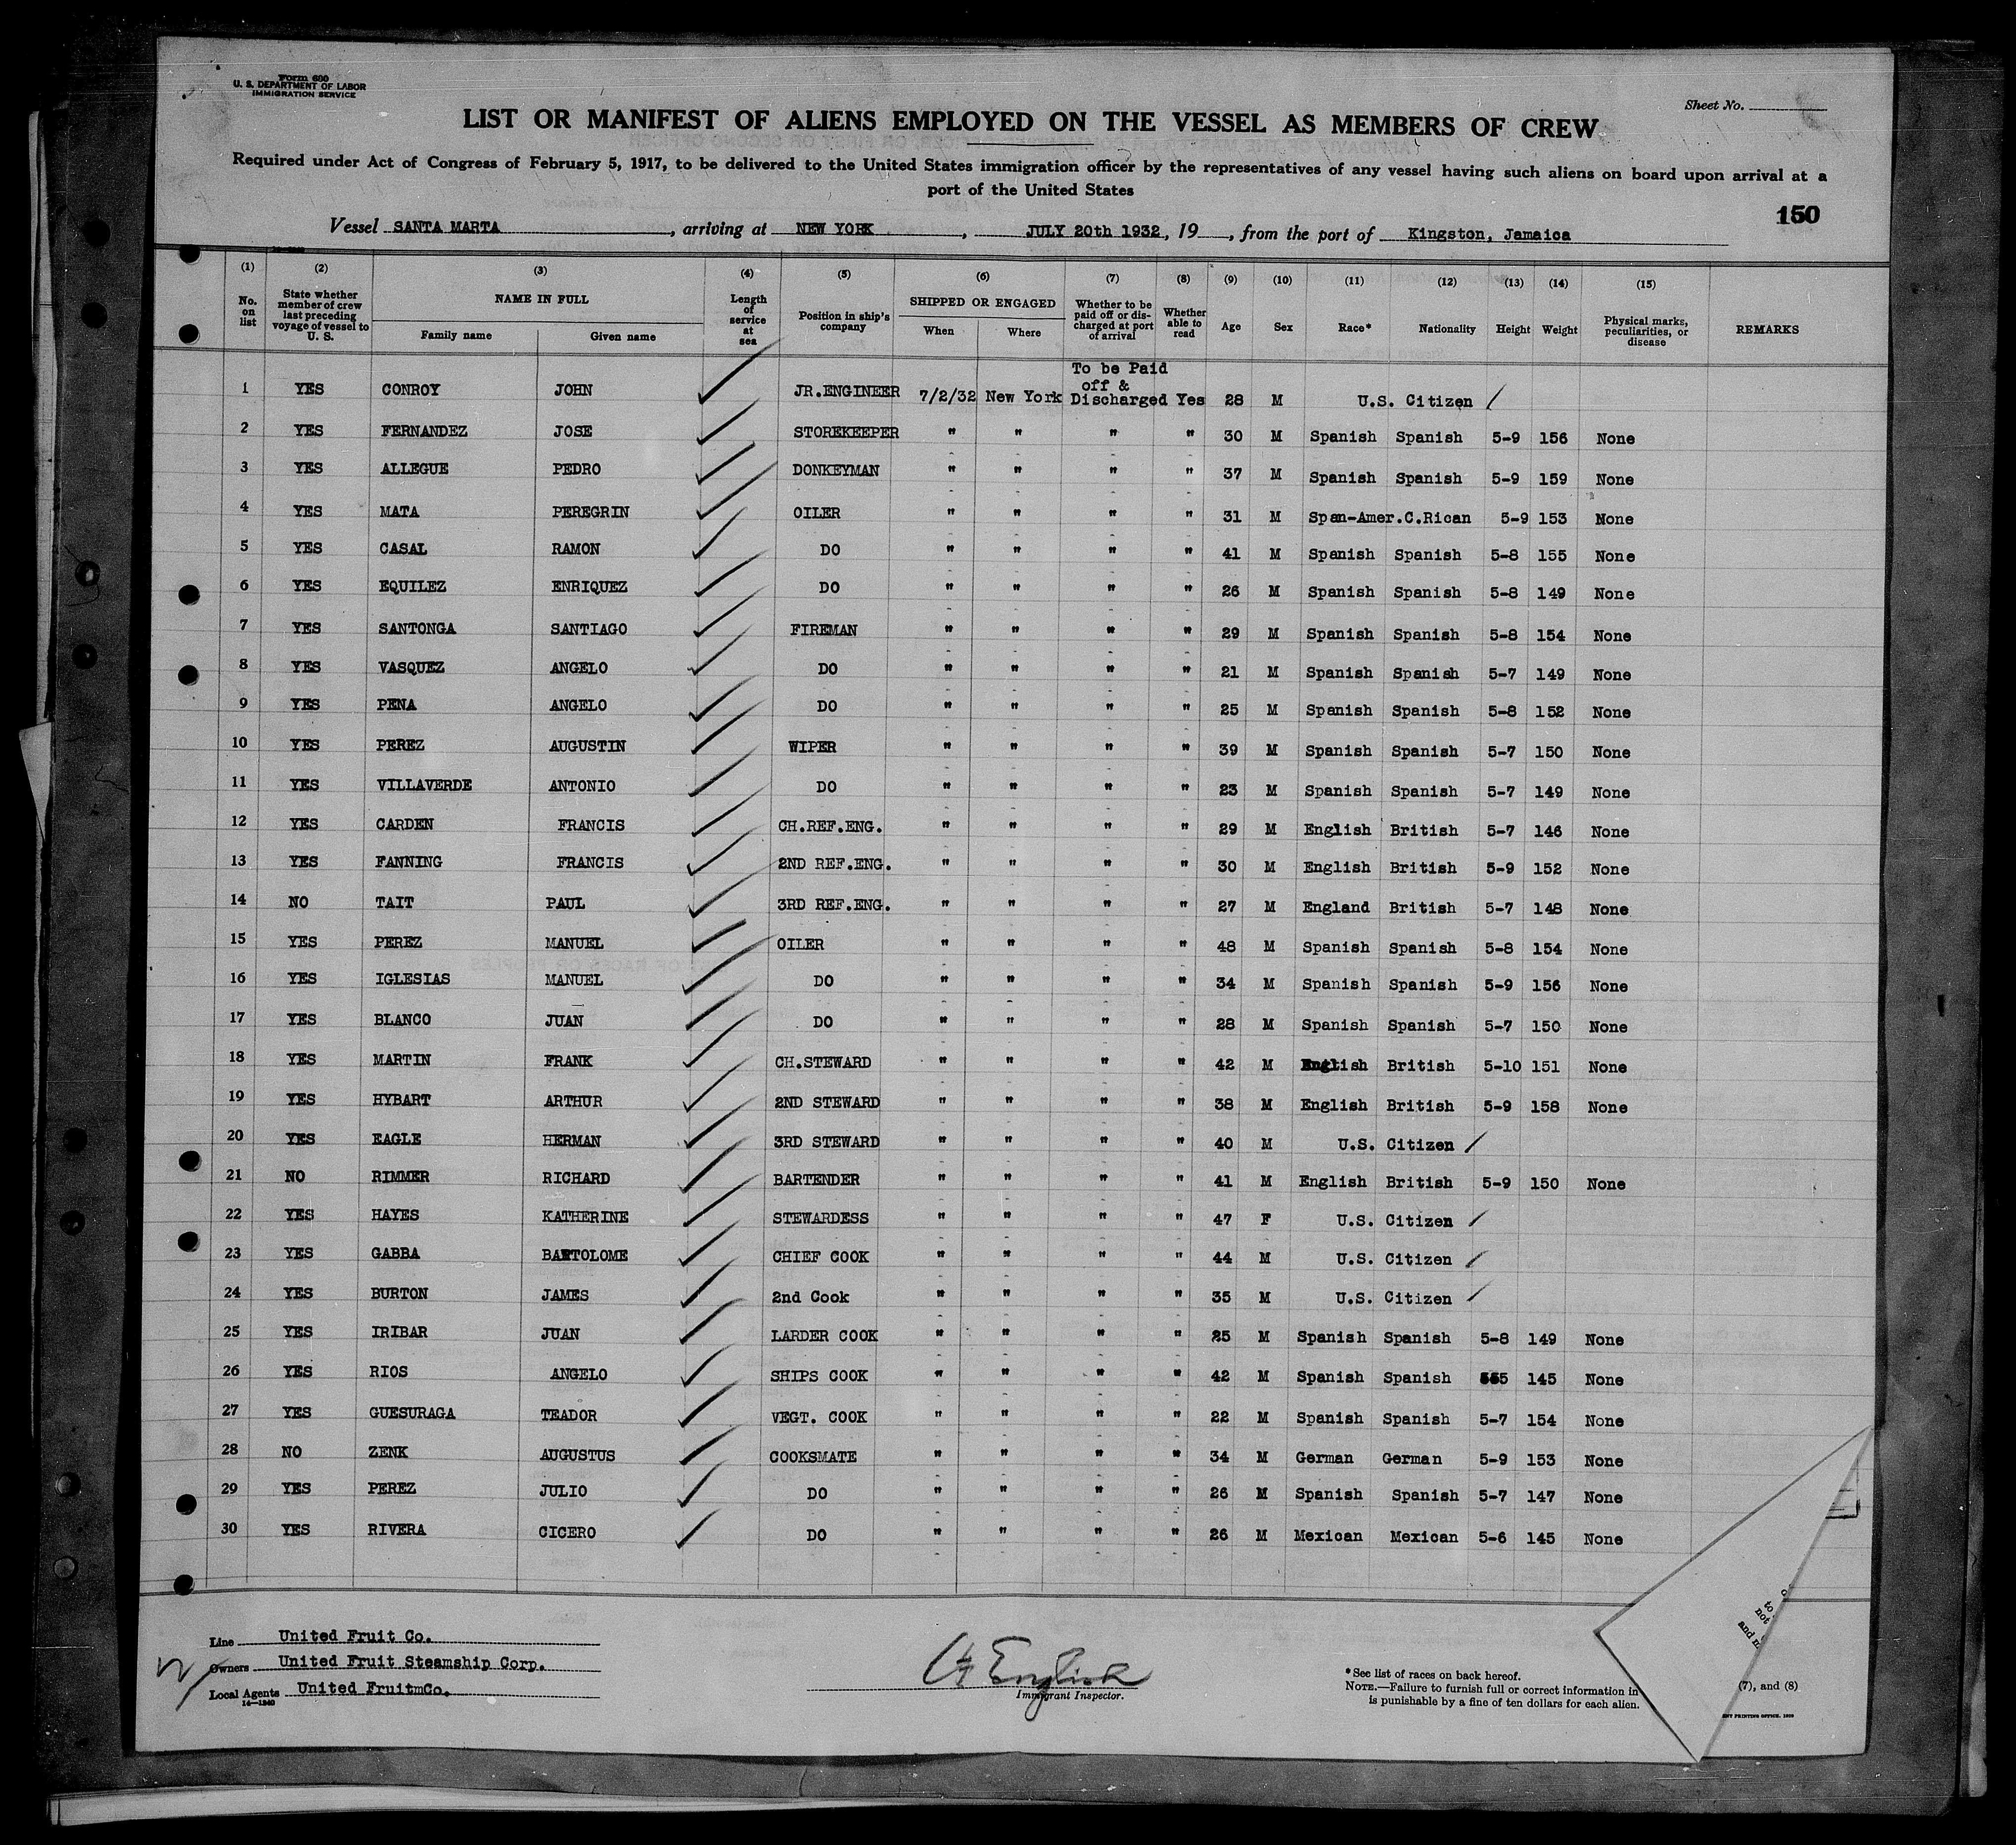 Form 680
U. S. DEPARTMENT OF LABOR
IMMIGRATION SERVICE
Sheet No.
LIST OR MANIFEST OF ALIENS EMPLOYED ON THE VESSEL AS MEMBERS OF CREW
Required under Act of Congress of February 5, 1917, to be delivered to the United States immigration officer by the representatives of any vessel having such aliens on board upon arrival at a
port of the United States
150
Vessel SANTA MARTA, arriving at NEW YORK, JULY 20th 1932, 19, from the port of Kingston, Jamaica
(1) (2) (3) (4) (5) (6) (7) (8) (9) (10) (11) (12) (13) (14) (15)
No. on list State whether member of crew last preceding voyage of vessel to U. S. NAME IN FULL Family name Given name Length of service at sea Position in ship's company SHIPPED OR ENGAGED When Where Whether to be paid off or discharged at port of arrival Whether able to read Age Sex Race* Nationality Height Weight Physical marks, peculiarities, or disease REMARKS
1 YES CONROY JOHN JR.ENGINEER 7/2/32 New York To be Paid off & Discharged Yes 28 M U.S. Citizen
2 YES FERNANDEZ JOSE STOREKEEPER " " " " 30 M Spanish Spanish 5-9 156 None
3 YES ALLEGUE PEDRO DONKEYMAN " " " " 37 M Spanish Spanish 5-9 159 None
4 YES MATA PEREGRIN OILER " " " " 31 M Span-Amer.C.Rican 5-9 153 None
5 YES CASAL RAMON DO " " " " 41 M Spanish Spanish 5-8 155 None
6 YES EQUILEZ ENRIQUEZ DO " " " " 26 M Spanish Spanish 5-8 149 None
7 YES SANTONGA SANTIAGO FIREMAN " " " " 29 M Spanish Spanish 5-8 154 None
8 YES VASQUEZ ANGELO DO " " " " 21 M Spanish Spanish 5-7 149 None
9 YES PENA ANGELO DO " " " " 25 M Spanish Spanish 5-8 152 None
10 YES PEREZ AUGUSTIN WIPER " " " " 39 M Spanish Spanish 5-7 150 None
11 YES VILLAVERDE ANTONIO DO " " " " 23 M Spanish Spanish 5-7 149 None
12 YES CARDEN FRANCIS CH.REF.ENG. " " " " 29 M English British 5-7 146 None
13 YES FANNING FRANCIS 2ND REF.ENG. " " " " 30 M English British 5-9 152 None
14 NO TAIT PAUL 3RD REF.ENG. " " " " 27 M England British 5-7 148 None
15 YES PEREZ MANUEL OILER " " " " 48 M Spanish Spanish 5-8 154 None
16 YES IGLESIAS MANUEL DO " " " " 34 M Spanish Spanish 5-9 156 None
17 YES BLANCO JUAN DO " " " " 28 M Spanish Spanish 5-7 150 None
18 YES MARTIN FRANK CH.STEWARD " " " " 42 M English British 5-10 151 None
19 YES HYBART ARTHUR 2ND STEWARD " " " " 38 M English British 5-9 158 None
20 YES EAGLE HERMAN 3RD STEWARD " " " " 40 M U.S. Citizen
21 NO RIMMER RICHARD BARTENDER " " " " 41 M English British 5-9 150 None
22 YES HAYES KATHERINE STEWARDESS " " " " 47 F U.S. Citizen
23 YES GABBA BARTOLOME CHIEF COOK " " " " 44 M U.S. Citizen
24 YES BURTON JAMES 2nd Cook " " " " 35 M U.S. Citizen
25 YES IRIBAR JUAN LARDER COOK " " " " 25 M Spanish Spanish 5-8 149 None
26 YES RIOS ANGELO SHIPS COOK " " " " 42 M Spanish Spanish 145 None
27 YES GUESURAGA TEADOR VEGT. COOK " " " " 22 M Spanish Spanish 5-7 154 None
28 NO ZENK AUGUSTUS COOKSMATE " " " " 34 M German German 5-9 153 None
29 YES PEREZ JULIO DO " " " " 26 M Spanish Spanish 5-7 147 None
30 YES RIVERA CICERO DO " " " " 26 M Mexican Mexican 5-6 145 None
Line United Fruit Co.
Owners United Fruit Steamship Corp.
Local Agents United FruitmCo.
14—1240
English
Immigrant Inspector.
*See list of races on back hereof.
NOTE.—Failure to furnish full or correct information in (7), and (8)
is punishable by a fine of ten dollars for each alien.
to
not
and